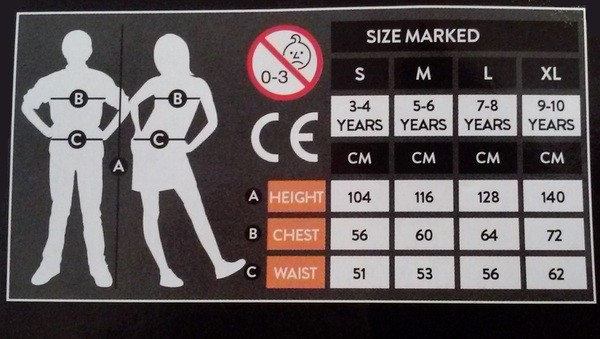 SIZE MARKED
0-3
S M L XL
3-4 YEARS 5-6 YEARS 7-8 YEARS 9-10 YEARS
CE
CM CM CM CM
A HEIGHT 104 116 128 140
B CHEST 56 60 64 72
C WAIST 51 53 56 62
B B
C C
A